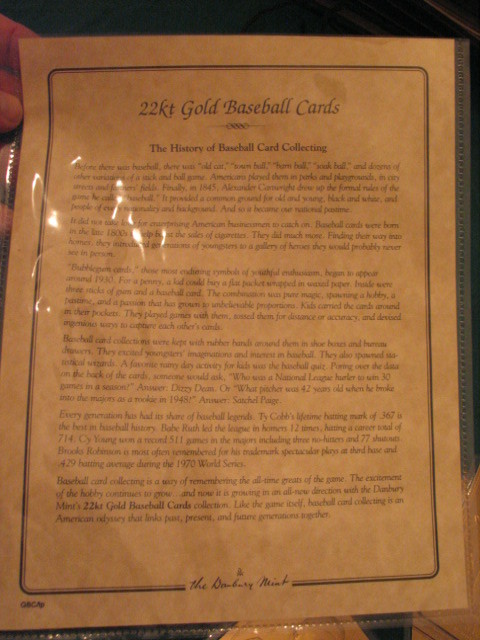 22kt Gold Baseball Cards
The History of Baseball Card Collecting
Before there was baseball, there was "old cat," "town ball," "barn ball," "soak ball," and dozens of
other variations of a stick and ball game. Americans played them in parks and playgrounds, in city
streets and farmers' fields. Finally, in 1845, Alexander Cartwright drew up the formal rules of the
game he called "baseball." It provided a common ground for old and young, black and white, and
people of every nationality and background. And so it became our national pastime.
It did not take long for enterprising American businessmen to catch on. Baseball cards were born
in the late 1800s to help boost the sales of cigarettes. They did much more. Finding their way into
homes, they introduced generations of youngsters to a gallery of heroes they would probably never
see in person.
"Bubblegum cards," those most enduring symbols of youthful enthusiasm, began to appear
around 1930. For a penny, a kid could buy a flat packet wrapped in waxed paper. Inside were
three sticks of gum and a baseball card. The combination was pure magic, spawning a hobby, a
pastime, and a passion that has grown to unbelievable proportions. Kids carried the cards around
in their pockets. They played games with them, tossed them for distance or accuracy, and devised
ingenious ways to capture each other's cards.
Baseball card collections were kept with rubber bands around them in shoe boxes and bureau
drawers. They excited youngsters' imaginations and interest in baseball. They also spawned sta-
tistical wizards. A favorite rainy day activity for kids was the baseball quiz. Poring over the data
on the back of the cards, someone would ask, "Who was a National League hurler to win 30
games in a season?" Answer: Dizzy Dean. Or "What pitcher was 42 years old when he broke
into the majors as a rookie in 1948?" Answer: Satchel Paige.
Every generation has had its share of baseball legends. Ty Cobb's lifetime batting mark of .367 is
the best in baseball history. Babe Ruth led the league in homers 12 times, hitting a career total of
714. Cy Young won a record 511 games in the majors including three no-hitters and 77 shutouts.
Brooks Robinson is most often remembered for his trademark spectacular plays at third base and
.429 batting average during the 1970 World Series.
Baseball card collecting is a way of remembering the all-time greats of the game. The excitement
of the hobby continues to grow...and now it is growing in an all-new direction with the Danbury
Mint's 22kt Gold Baseball Cards collection. Like the game itself, baseball card collecting is an
American odyssey that links past, present, and future generations together.
the Danbury Mint
GBC/Ip